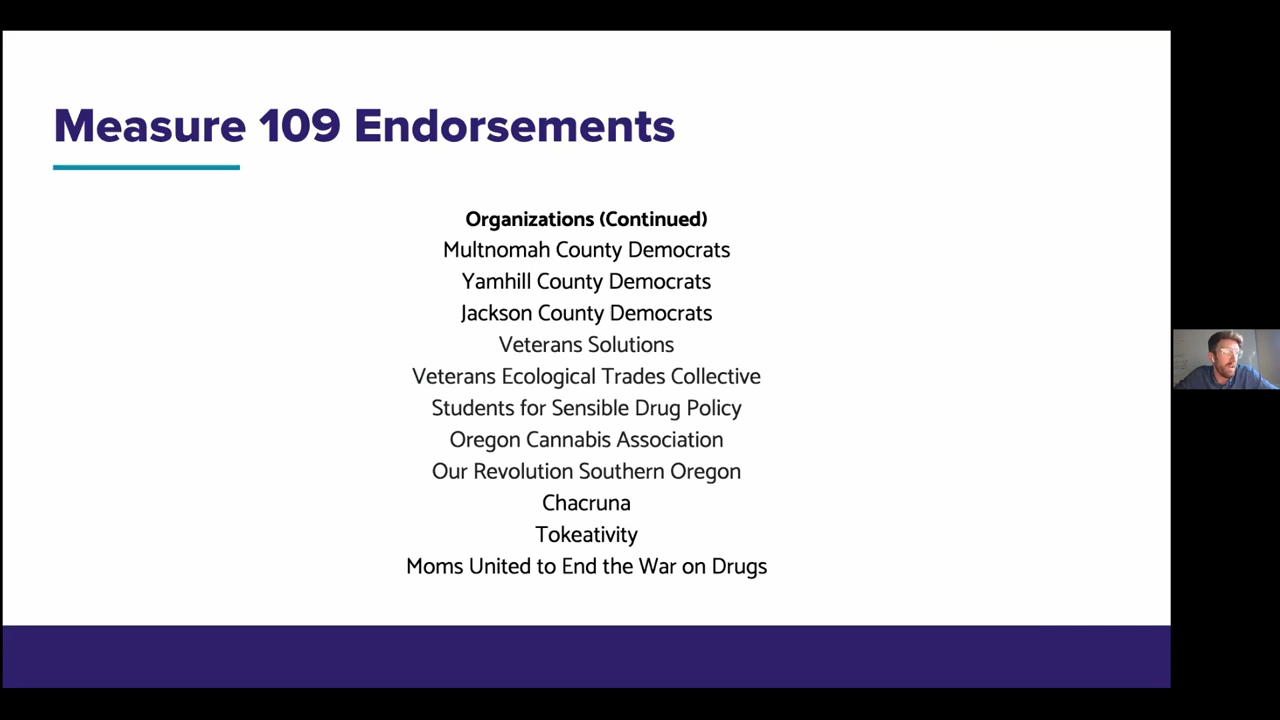 Measure 109 Endorsements
Organizations (Continued)
Multnomah County Democrats
Yamhill County Democrats
Jackson County Democrats
Veterans Solutions
Veterans Ecological Trades Collective
Students for Sensible Drug Policy
Oregon Cannabis Association
Our Revolution Southern Oregon
Chacruna
Tokeativity
Moms United to End the War on Drugs